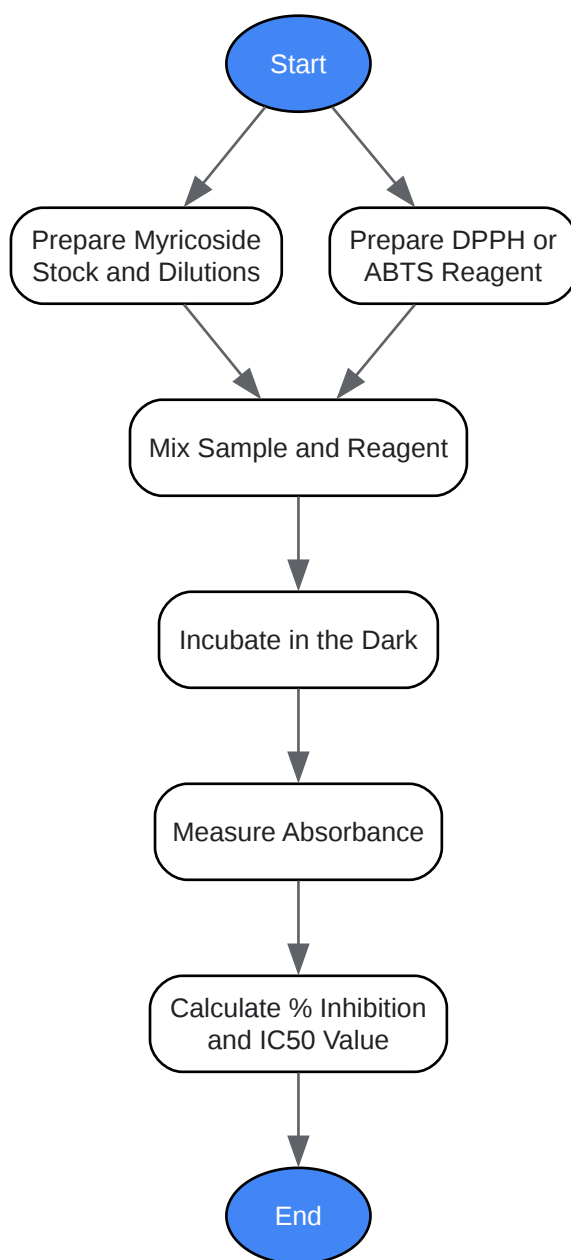 Start
Prepare Myricoside
Stock and Dilutions
Prepare DPPH or
ABTS Reagent
Mix Sample and Reagent
Incubate in the Dark
Measure Absorbance
Calculate % Inhibition
and IC50 Value
End